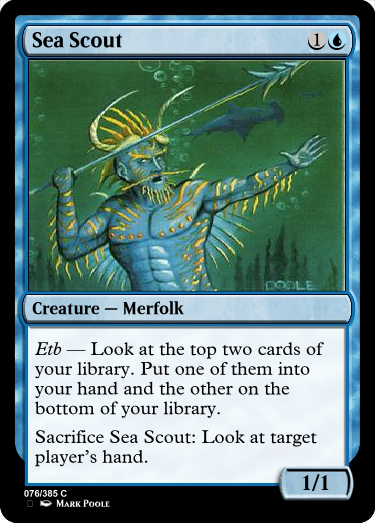 Sea Scout
1
Creature — Merfolk
Etb — Look at the top two cards of
your library. Put one of them into
your hand and the other on the
bottom of your library.
Sacrifice Sea Scout: Look at target
player's hand.
1/1
076/385 C
Mark Poole
POOLE